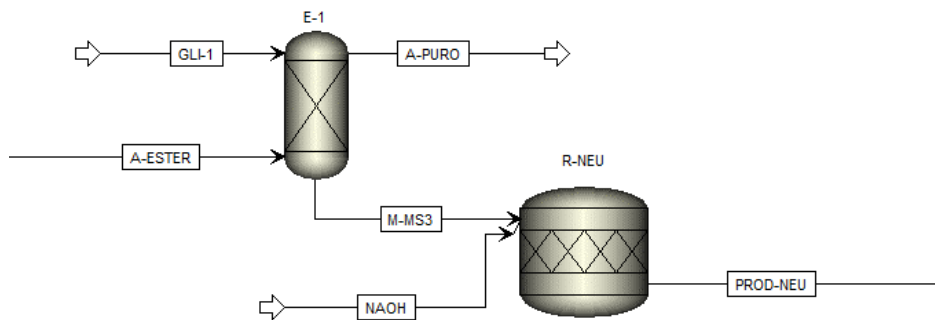 E-1
GLI-1
A-PURO
A-ESTER
R-NEU
M-MS3
PROD-NEU
NAOH